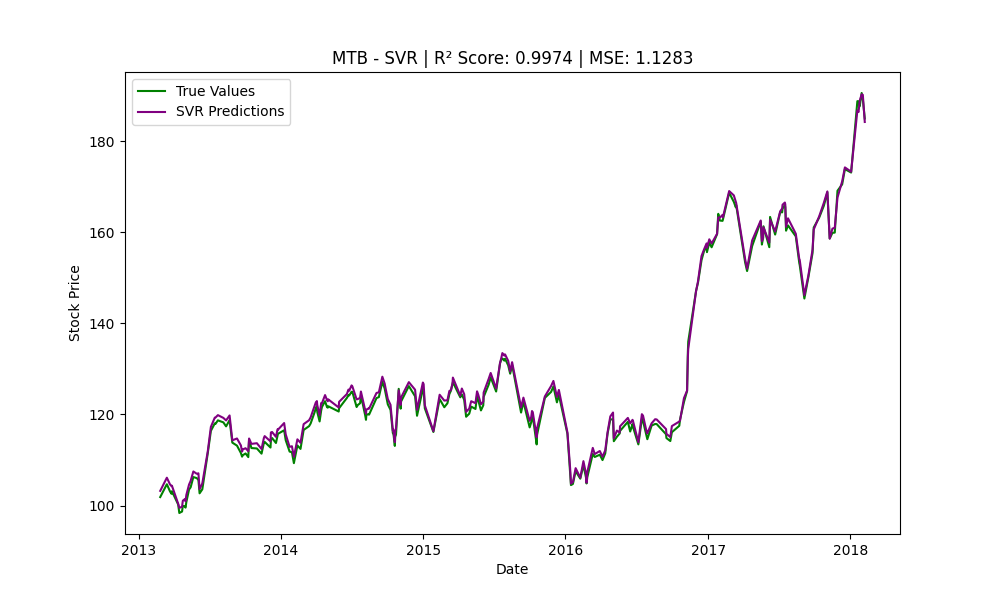 MTB - SVR | R² Score: 0.9974 | MSE: 1.1283
True Values
SVR Predictions
Stock Price
180
160
140
120
100
2013 2014 2015 2016 2017 2018
Date